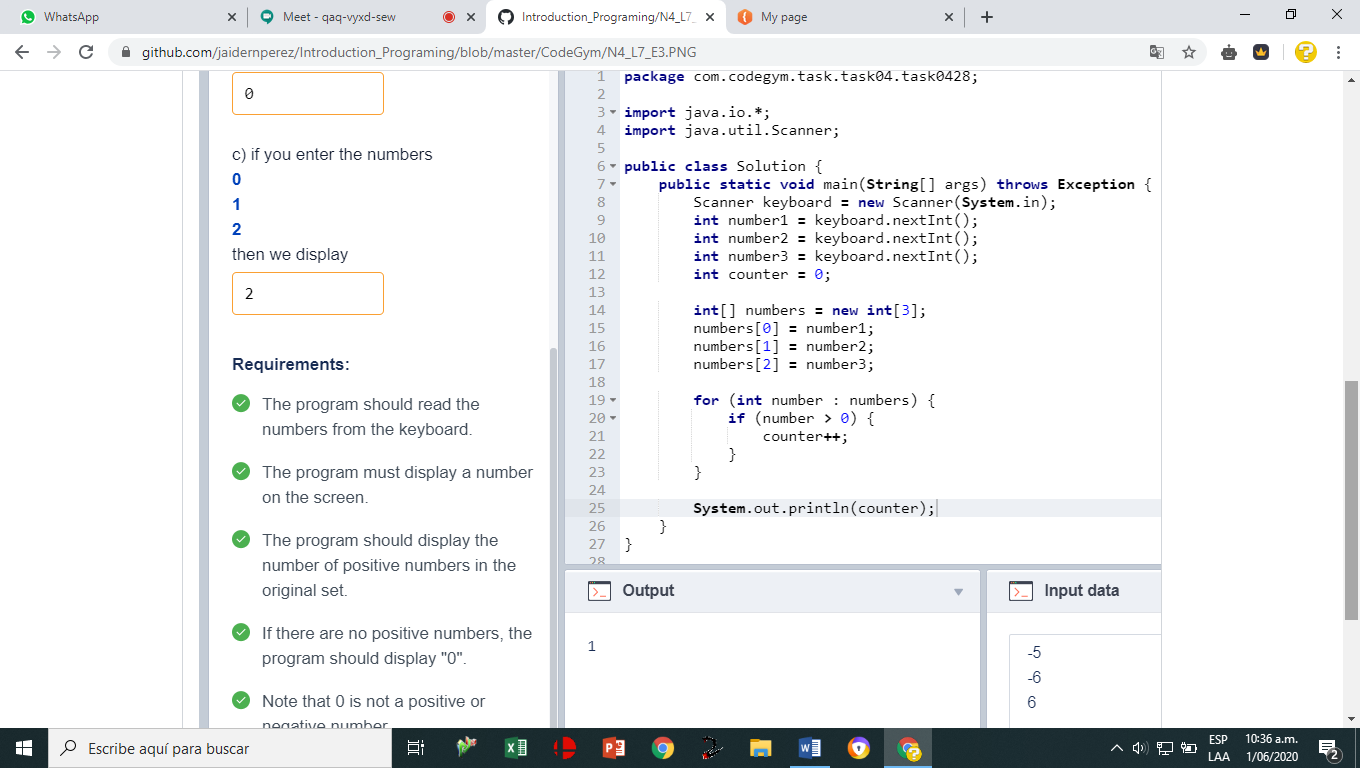 WhatsApp
Meet - qaq-vyxd-sew
Introduction_Programing/N4_L7_
My page
github.com/jaidernperez/Introduction_Programing/blob/master/CodeGym/N4_L7_E3.PNG
0
c) if you enter the numbers
0
1
2
then we display
2
Requirements:
The program should read the
numbers from the keyboard.
The program must display a number
on the screen.
The program should display the
number of positive numbers in the
original set.
If there are no positive numbers, the
program should display "0".
Note that 0 is not a positive or
negative number.
1 package com.codegym.task.task04.task0428;
2
3 import java.io.*;
4 import java.util.Scanner;
5
6 public class Solution {
7 public static void main(String[] args) throws Exception {
8 Scanner keyboard = new Scanner(System.in);
9 int number1 = keyboard.nextInt();
10 int number2 = keyboard.nextInt();
11 int number3 = keyboard.nextInt();
12 int counter = 0;
13
14 int[] numbers = new int[3];
15 numbers[0] = number1;
16 numbers[1] = number2;
17 numbers[2] = number3;
18
19 for (int number : numbers) {
20 if (number > 0) {
21 counter++;
22 }
23 }
24
25 System.out.println(counter);
26 }
27 }
28
Output
1
Input data
-5
-6
6
Escribe aquí para buscar
ESP
LAA
10:36 a.m.
1/06/2020
2